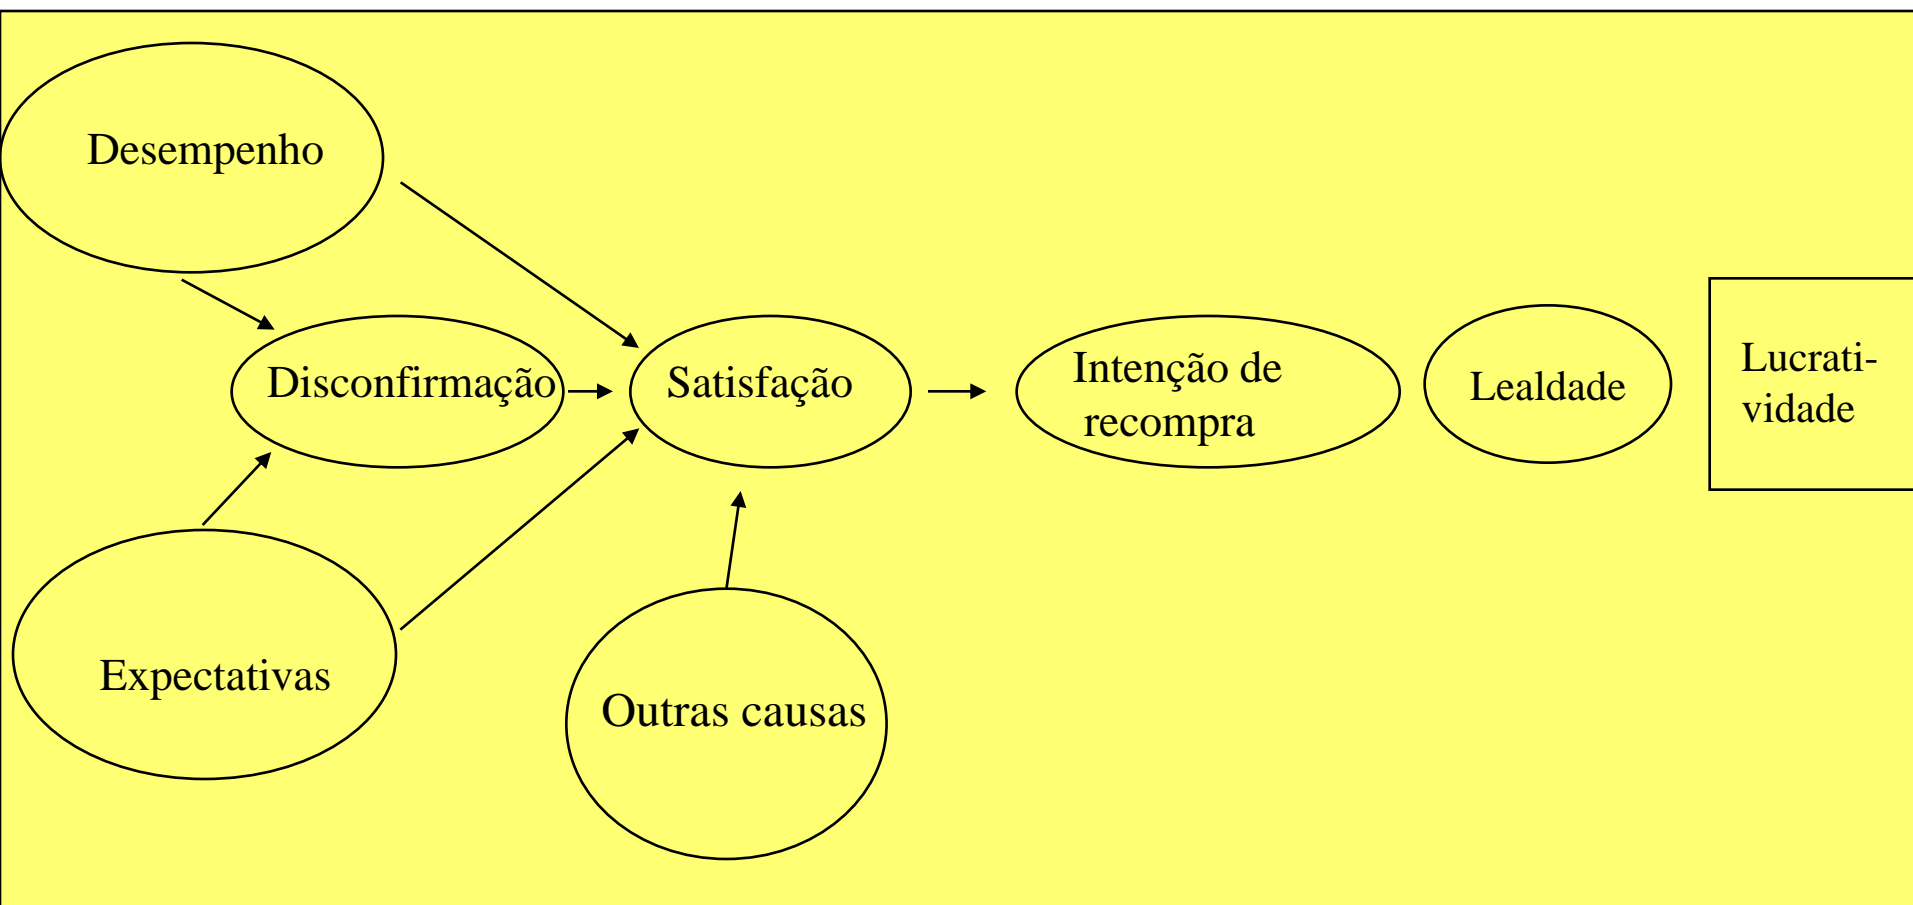 Desempenho
Disconfirmação
Satisfação
Intenção de
recompra
Lealdade
Lucrati-
vidade
Expectativas
Outras causas